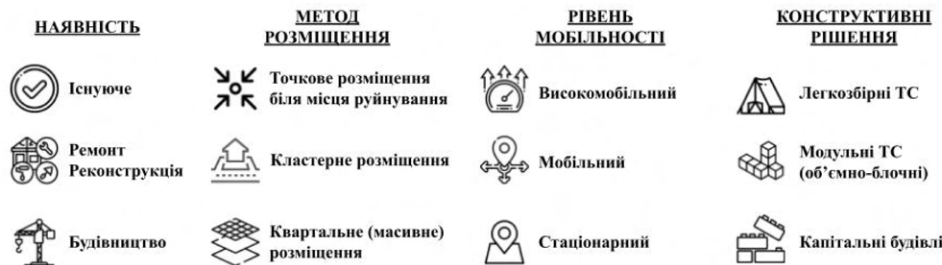 НАЯВНІСТЬ
Існуюче
Ремонт
Реконструкція
Будівництво
МЕТОД
РОЗМІЩЕННЯ
Точкове розміщення
біля місця руйнування
Кластерне розміщення
Квартальне (масивне)
розміщення
РІВЕНЬ
МОБІЛЬНОСТІ
Високомобільний
Мобільний
Стаціонарний
КОНСТРУКТИВНІ
РІШЕННЯ
Легкозбірні ТС
Модульні ТС
(об’ємно-блочні)
Капітальні будівлі